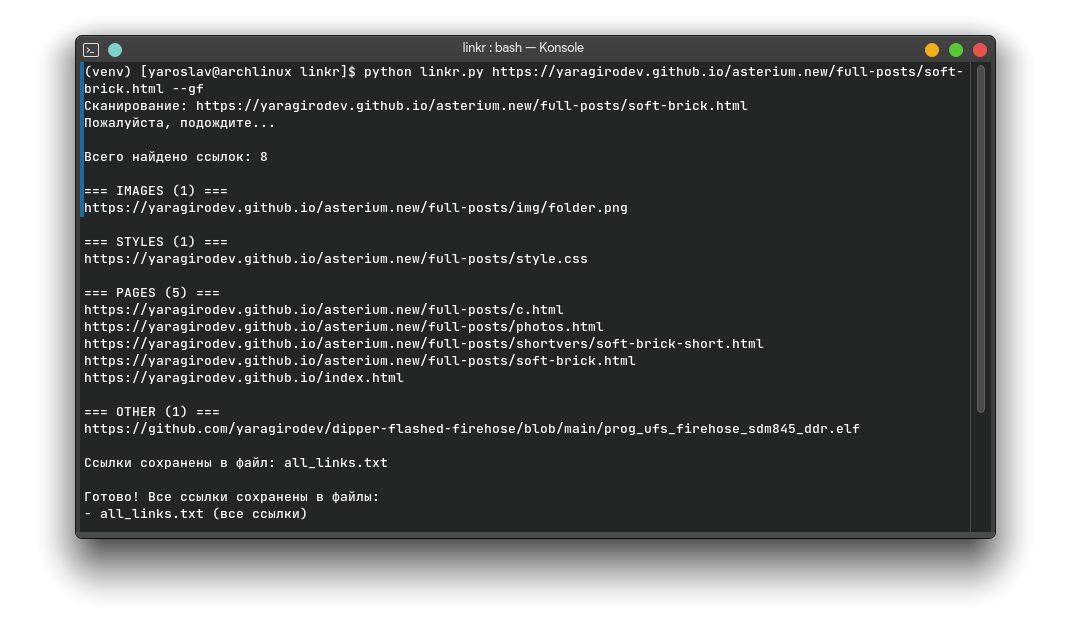 linkr : bash — Konsole
(venv) [yaroslav@archlinux linkr]$ python linkr.py https://yaragirodev.github.io/asterium.new/full-posts/soft-
brick.html --gf
Сканирование: https://yaragirodev.github.io/asterium.new/full-posts/soft-brick.html
Пожалуйста, подождите...
Всего найдено ссылок: 8
=== IMAGES (1) ===
https://yaragirodev.github.io/asterium.new/full-posts/img/folder.png
=== STYLES (1) ===
https://yaragirodev.github.io/asterium.new/full-posts/style.css
=== PAGES (5) ===
https://yaragirodev.github.io/asterium.new/full-posts/c.html
https://yaragirodev.github.io/asterium.new/full-posts/photos.html
https://yaragirodev.github.io/asterium.new/full-posts/shortvers/soft-brick-short.html
https://yaragirodev.github.io/asterium.new/full-posts/soft-brick.html
https://yaragirodev.github.io/index.html
=== OTHER (1) ===
https://github.com/yaragirodev/dipper-flashed-firehose/blob/main/prog_ufs_firehose_sdm845_ddr.elf
Ссылки сохранены в файл: all_links.txt
Готово! Все ссылки сохранены в файлы:
- all_links.txt (все ссылки)